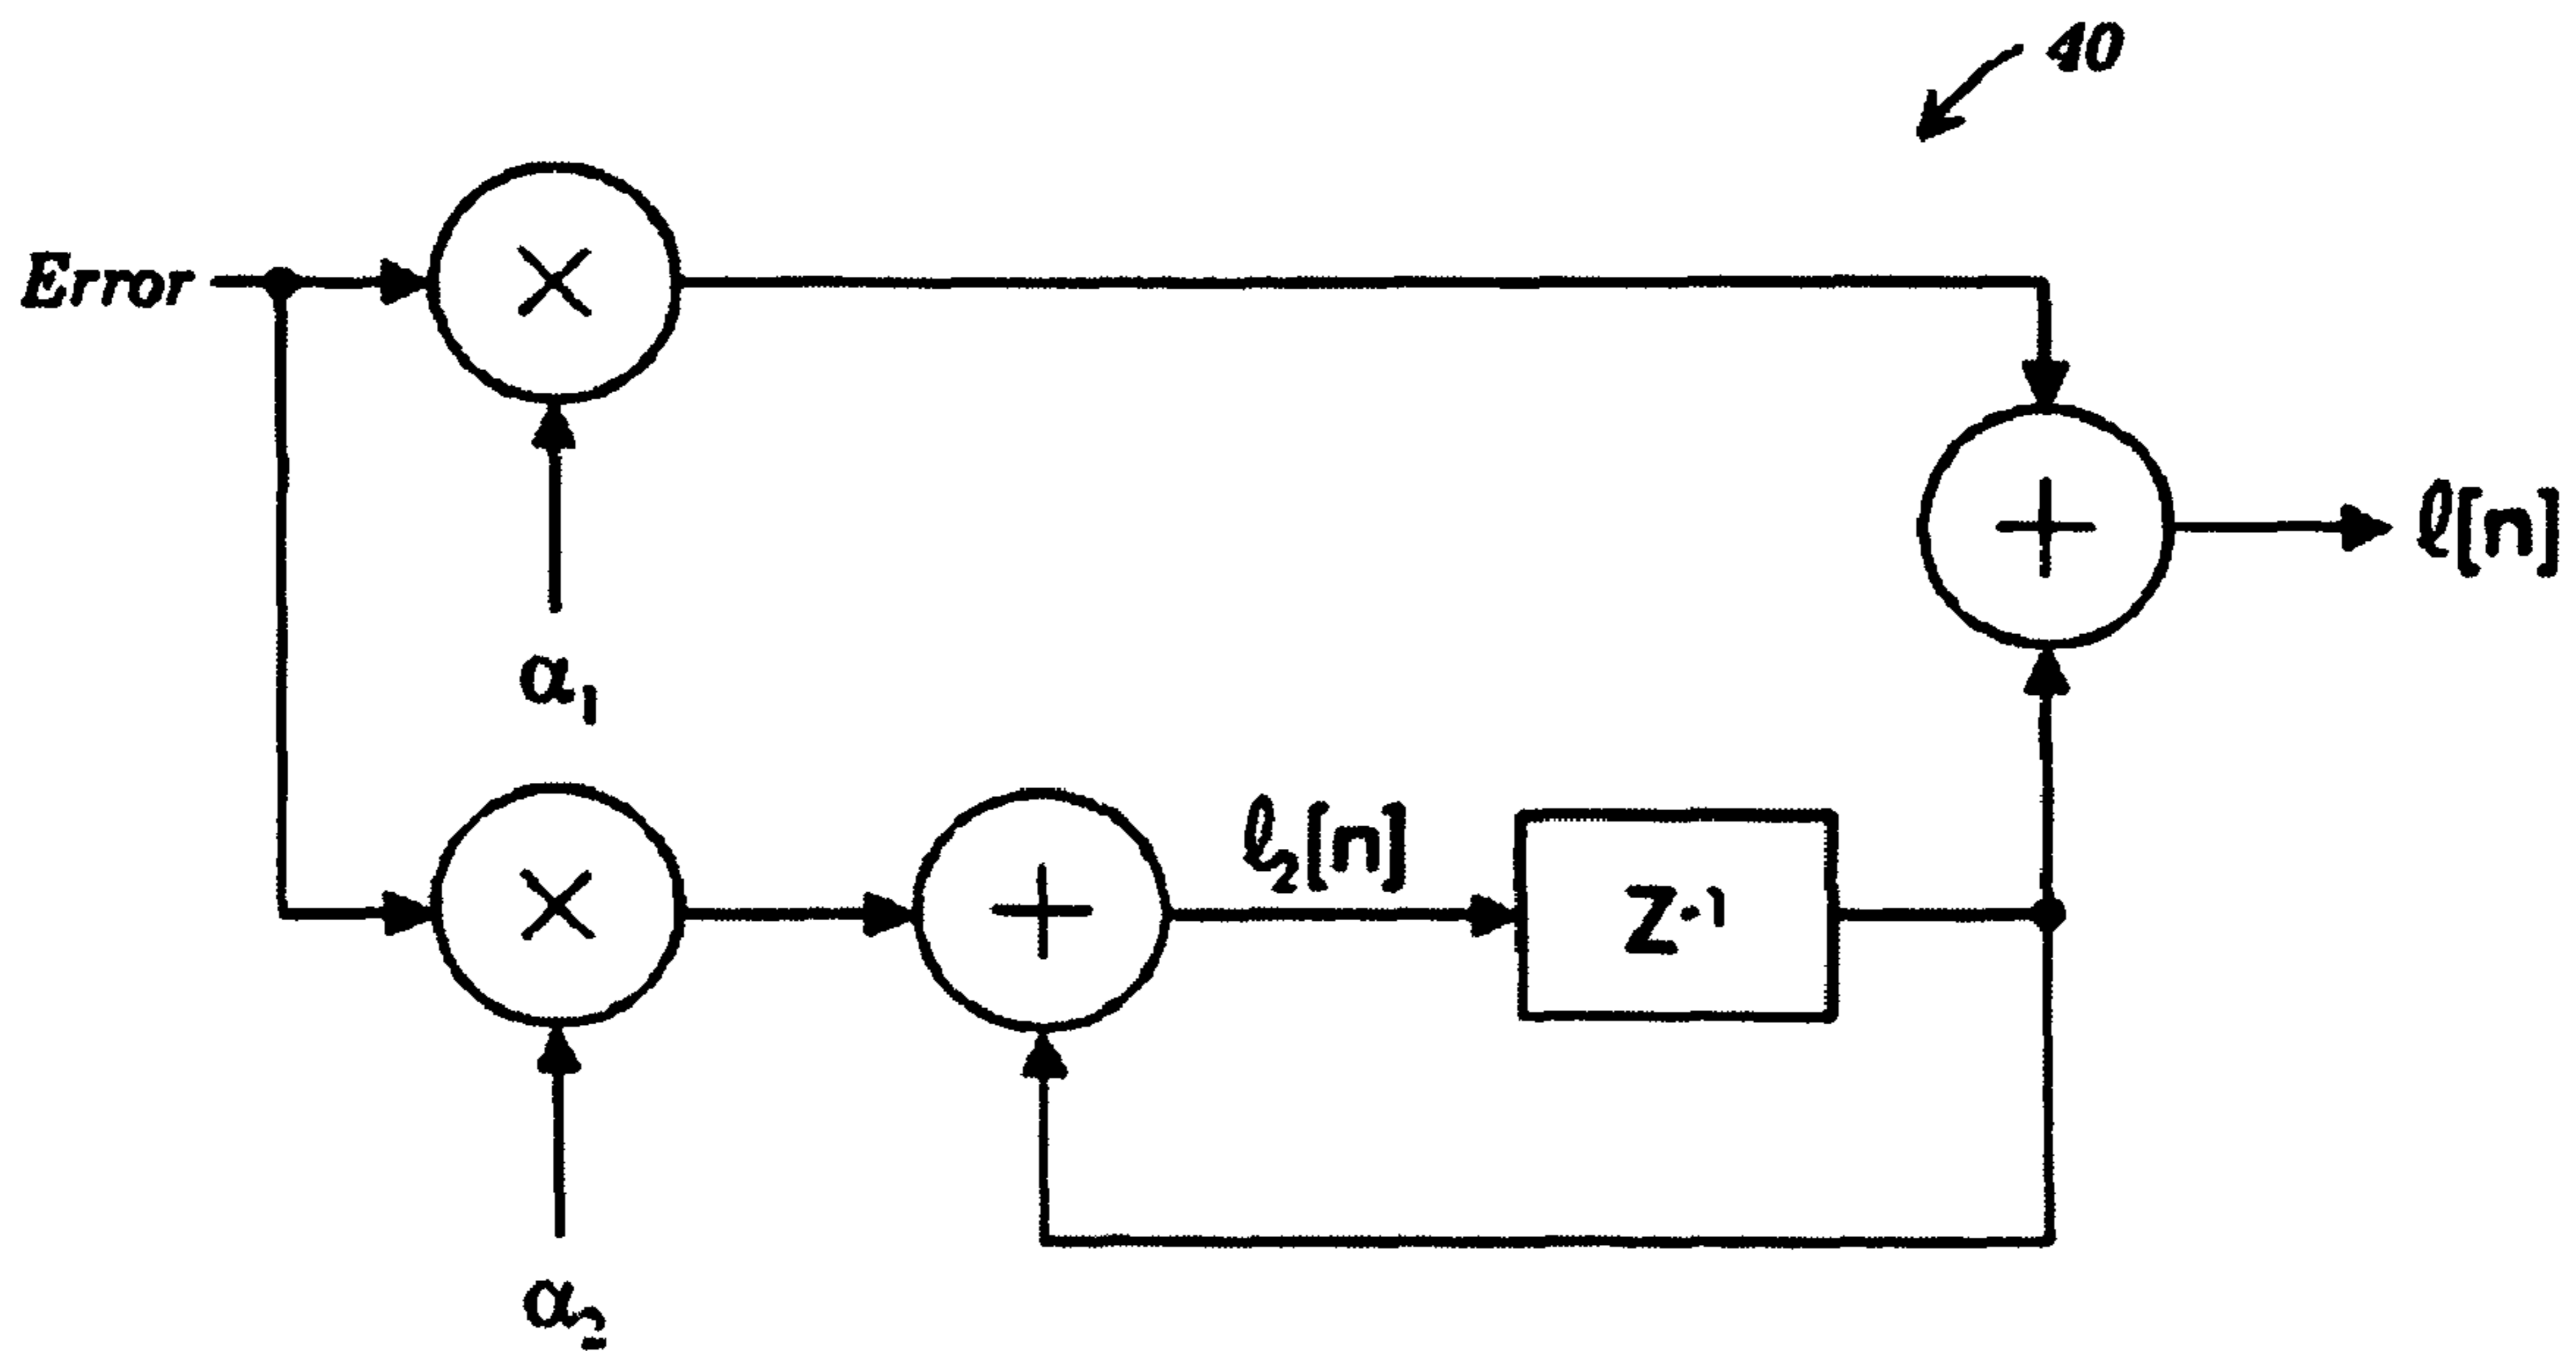 40
Error
×
α₁
+
ℓ[n]
×
+
ℓ₂[n]
Z⁻¹
α₂